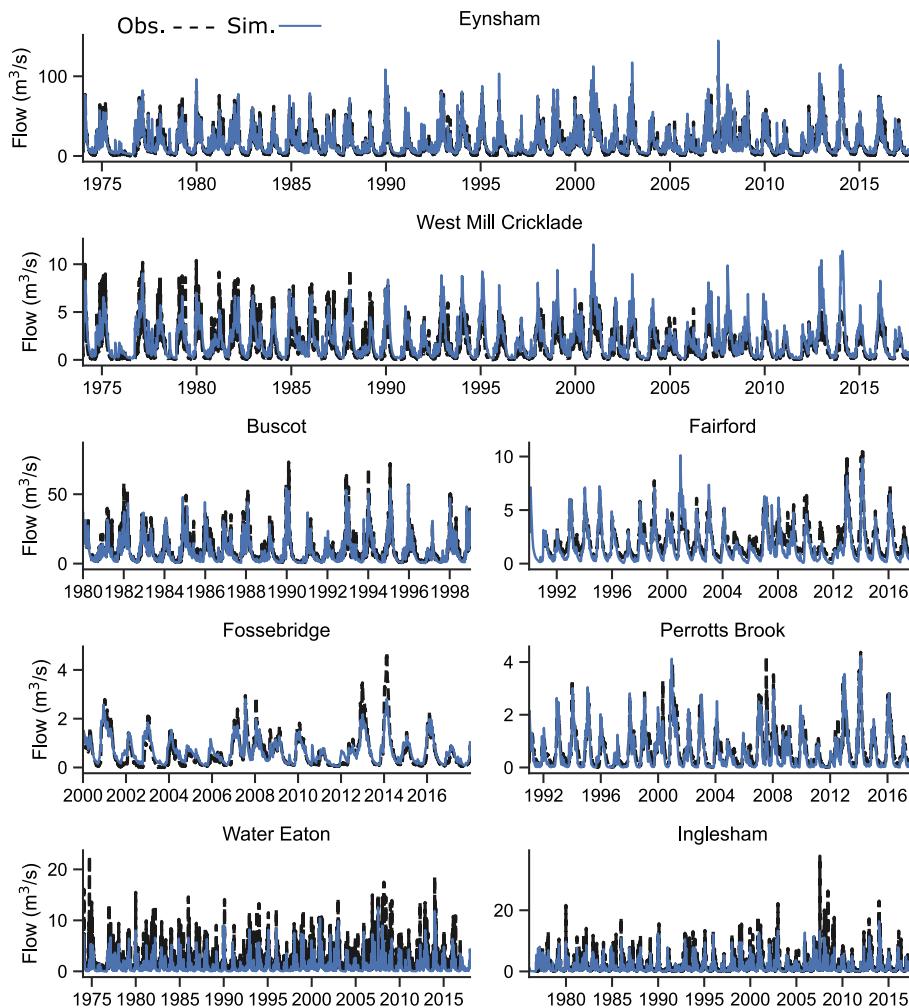 Eynsham
Obs. Sim.
Flow (m³/s)
100
0
1975 1980 1985 1990 1995 2000 2005 2010 2015
West Mill Cricklade
Flow (m³/s)
10
5
0
1975 1980 1985 1990 1995 2000 2005 2010 2015
Buscot
Flow (m³/s)
50
0
1980 1982 1984 1986 1988 1990 1992 1994 1996 1998
Fairford
10
5
0
1992 1996 2000 2004 2008 2012 2016
Fossebridge
Flow (m³/s)
4
2
0
2000 2002 2004 2006 2008 2010 2012 2014 2016
Perrotts Brook
4
2
0
1992 1996 2000 2004 2008 2012 2016
Water Eaton
Flow (m³/s)
20
10
0
1975 1980 1985 1990 1995 2000 2005 2010 2015
Inglesham
20
0
1980 1985 1990 1995 2000 2005 2010 2015